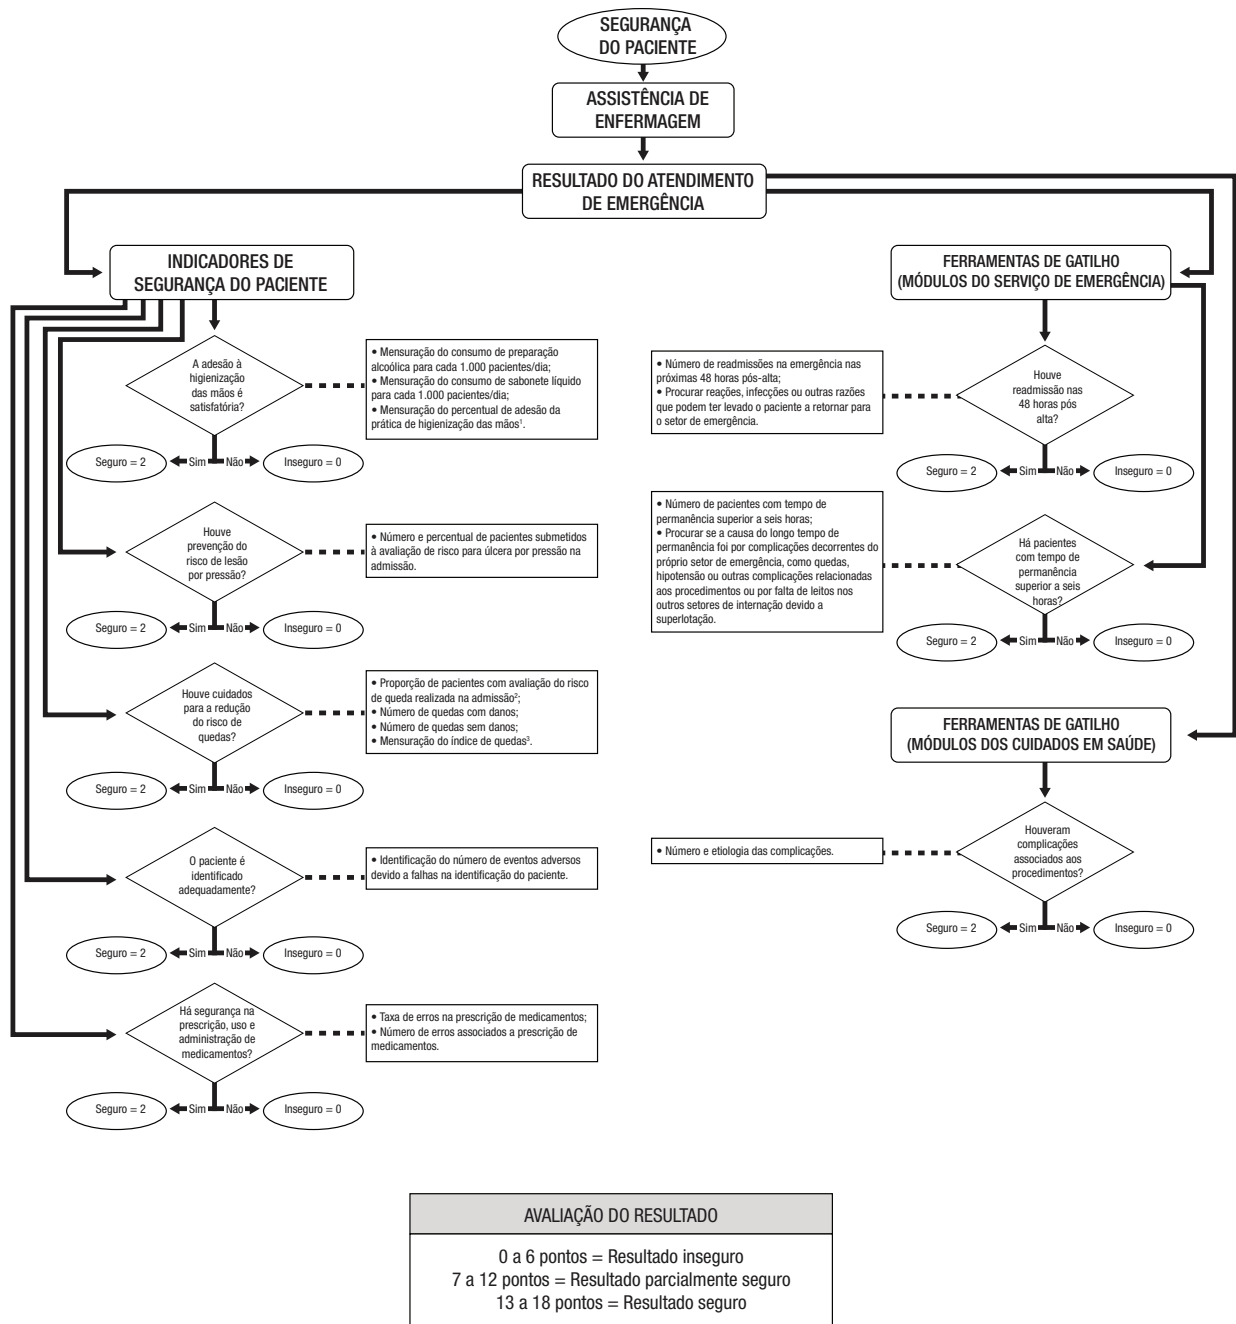 SEGURANÇA
DO PACIENTE
ASSISTÊNCIA DE
ENFERMAGEM
RESULTADO DO ATENDIMENTO
DE EMERGÊNCIA
INDICADORES DE
SEGURANÇA DO PACIENTE
A adesão à
higienização
das mãos é
satisfatória?
• Mensuração do consumo de preparação
alcoólica para cada 1.000 pacientes/dia;
• Mensuração do consumo de sabonete líquido
para cada 1.000 pacientes/dia;
• Mensuração do percentual de adesão da
prática de higienização das mãos¹.
Seguro = 2
Sim
Não
Inseguro = 0
Houve
prevenção do
risco de lesão
por pressão?
• Número e percentual de pacientes submetidos
à avaliação de risco para úlcera por pressão na
admissão.
Seguro = 2
Sim
Não
Inseguro = 0
Houve cuidados
para a redução
do risco de
quedas?
• Proporção de pacientes com avaliação do risco
de queda realizada na admissão²;
• Número de quedas com danos;
• Número de quedas sem danos;
• Mensuração do índice de quedas³.
Seguro = 2
Sim
Não
Inseguro = 0
O paciente é
identificado
adequadamente?
• Identificação do número de eventos adversos
devido a falhas na identificação do paciente.
Seguro = 2
Sim
Não
Inseguro = 0
Há segurança na
prescrição, uso e
administração de
medicamentos?
• Taxa de erros na prescrição de medicamentos;
• Número de erros associados a prescrição de
medicamentos.
Seguro = 2
Sim
Não
Inseguro = 0
FERRAMENTAS DE GATILHO
(MÓDULOS DO SERVIÇO DE EMERGÊNCIA)
• Número de readmissões na emergência nas
próximas 48 horas pós-alta;
• Procurar reações, infecções ou outras razões
que podem ter levado o paciente a retornar para
o setor de emergência.
Houve
readmissão nas
48 horas pós
alta?
Seguro = 2
Sim
Não
Inseguro = 0
• Número de pacientes com tempo de
permanência superior a seis horas;
• Procurar se a causa do longo tempo de
permanência foi por complicações decorrentes do
próprio setor de emergência, como quedas,
hipotensão ou outras complicações relacionadas
aos procedimentos ou por falta de leitos nos
outros setores de internação devido a
superlotação.
Há pacientes
com tempo de
permanência
superior a seis
horas?
Seguro = 2
Sim
Não
Inseguro = 0
FERRAMENTAS DE GATILHO
(MÓDULOS DOS CUIDADOS EM SAÚDE)
• Número e etiologia das complicações.
Houveram
complicações
associados aos
procedimentos?
Seguro = 2
Sim
Não
Inseguro = 0
AVALIAÇÃO DO RESULTADO
0 a 6 pontos = Resultado inseguro
7 a 12 pontos = Resultado parcialmente seguro
13 a 18 pontos = Resultado seguro